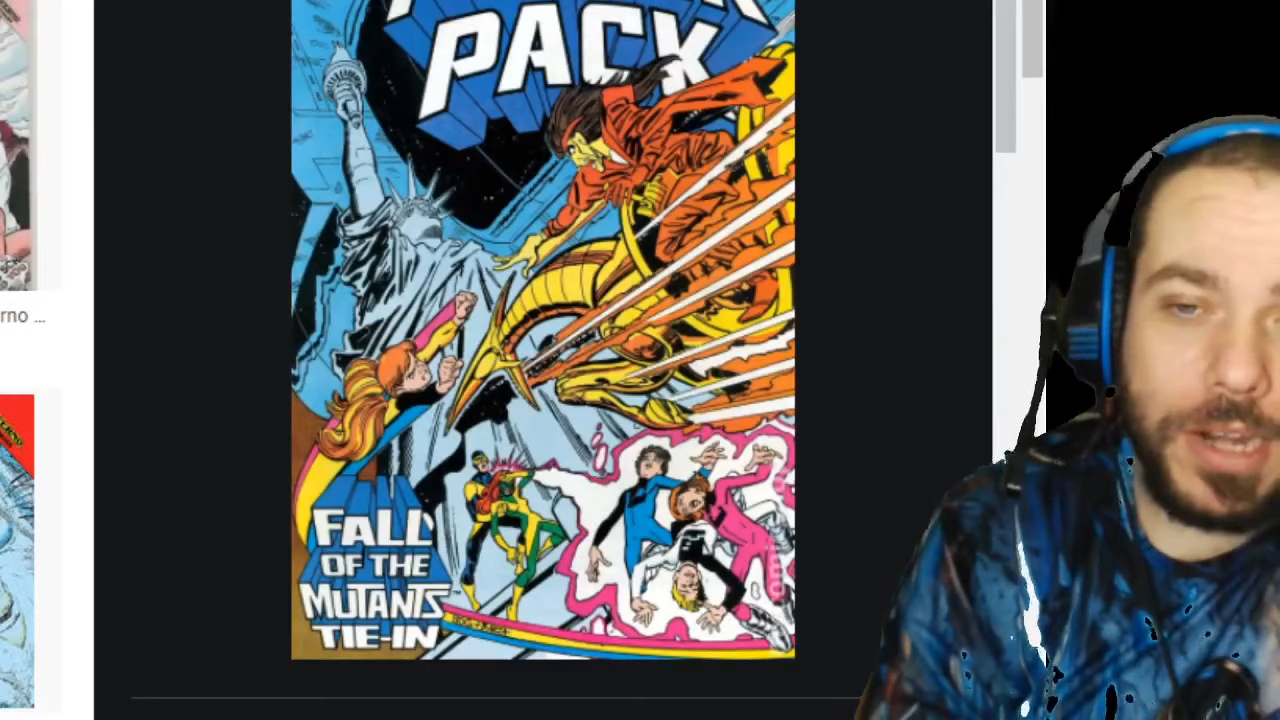 PACK
rno ...
FALL
OF THE
MUTANTS
TIE-IN